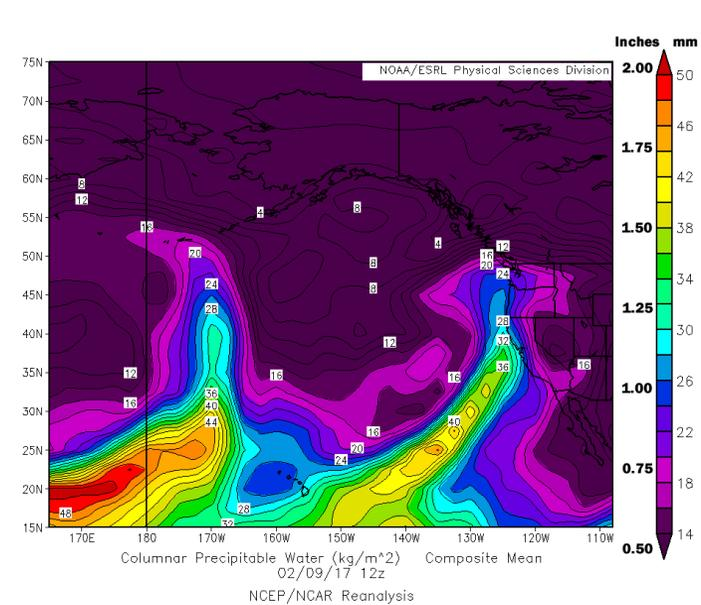 Inches mm
NOAA/ESRL Physical Sciences Division
75N
70N
65N
60N
55N
50N
45N
40N
35N
30N
25N
20N
15N
170E 180 170W 160W 150W 140W 130W 120W 110W
8
12
16
20
24
28
12
16
36
40
44
48
4
8
8
8
4
12
16
16
20
24
28
32
12
16
20
24
28
32
36
16
40
16
2.00 50
46
1.75
42
1.50 38
34
1.25
30
1.00 26
22
0.75
18
0.50 14
Columnar Precipitable Water (kg/m^2) Composite Mean
02/09/17 12z
NCEP/NCAR Reanalysis